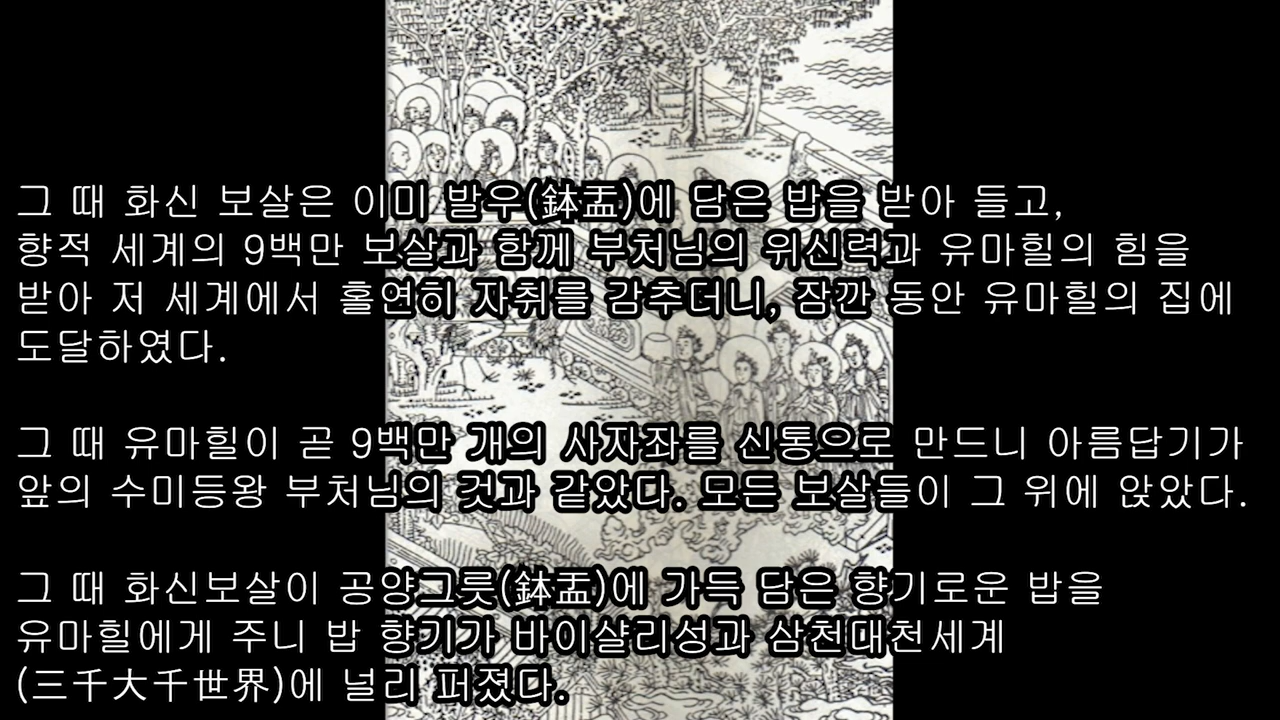 그 때 화신 보살은 이미 발우(鉢盂)에 담은 밥을 받아 들고,
향적 세계의 9백만 보살과 함께 부처님의 위신력과 유마힐의 힘을
받아 저 세계에서 홀연히 자취를 감추더니, 잠깐 동안 유마힐의 집에
도달하였다.
그 때 유마힐이 곧 9백만 개의 사자좌를 신통으로 만드니 아름답기가
앞의 수미등왕 부처님의 것과 같았다. 모든 보살들이 그 위에 앉았다.
그 때 화신보살이 공양그릇(鉢盂)에 가득 담은 향기로운 밥을
유마힐에게 주니 밥 향기가 바이샬리성과 삼천대천세계
(三千大千世界)에 널리 퍼졌다.